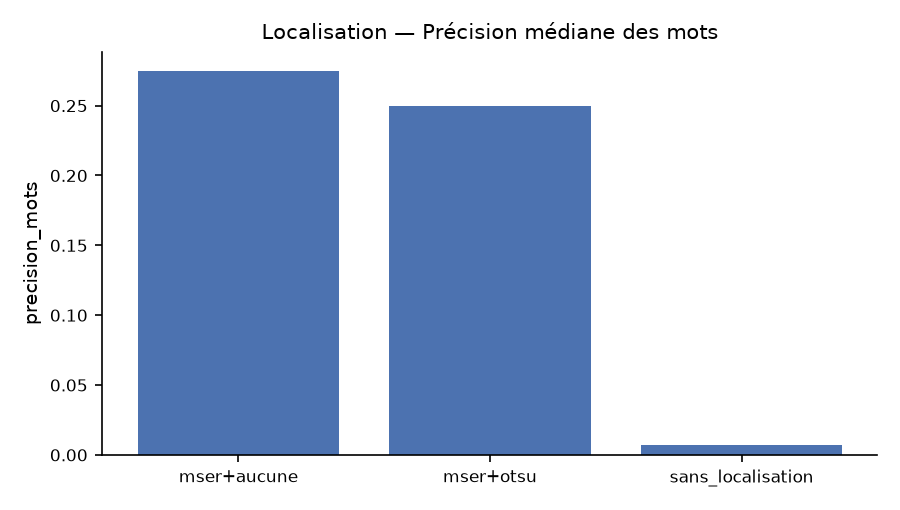 Localisation — Précision médiane des mots
precision_mots
0.25
0.20
0.15
0.10
0.05
0.00
mser+aucune mser+otsu sans_localisation